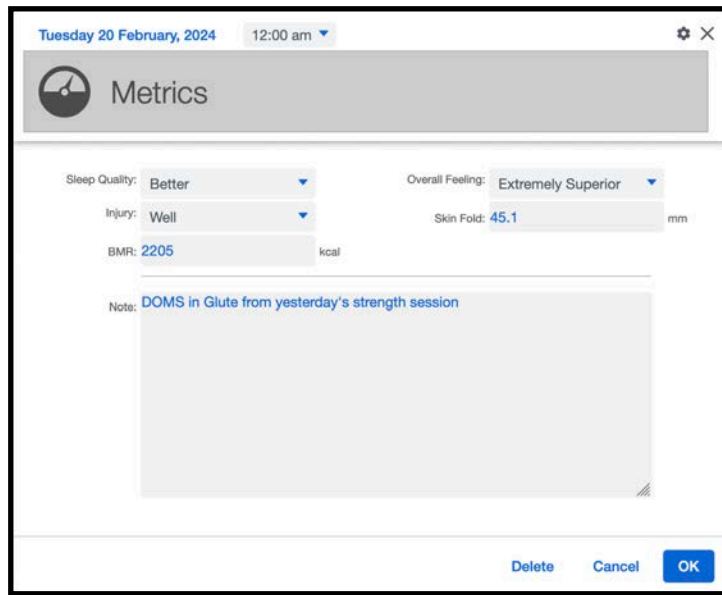 Tuesday 20 February, 2024 12:00 am
Metrics
Sleep Quality: Better Overall Feeling: Extremely Superior
Injury: Well Skin Fold: 45.1 mm
BMR: 2205 kcal
Note: DOMS in Glute from yesterday's strength session
Delete Cancel OK